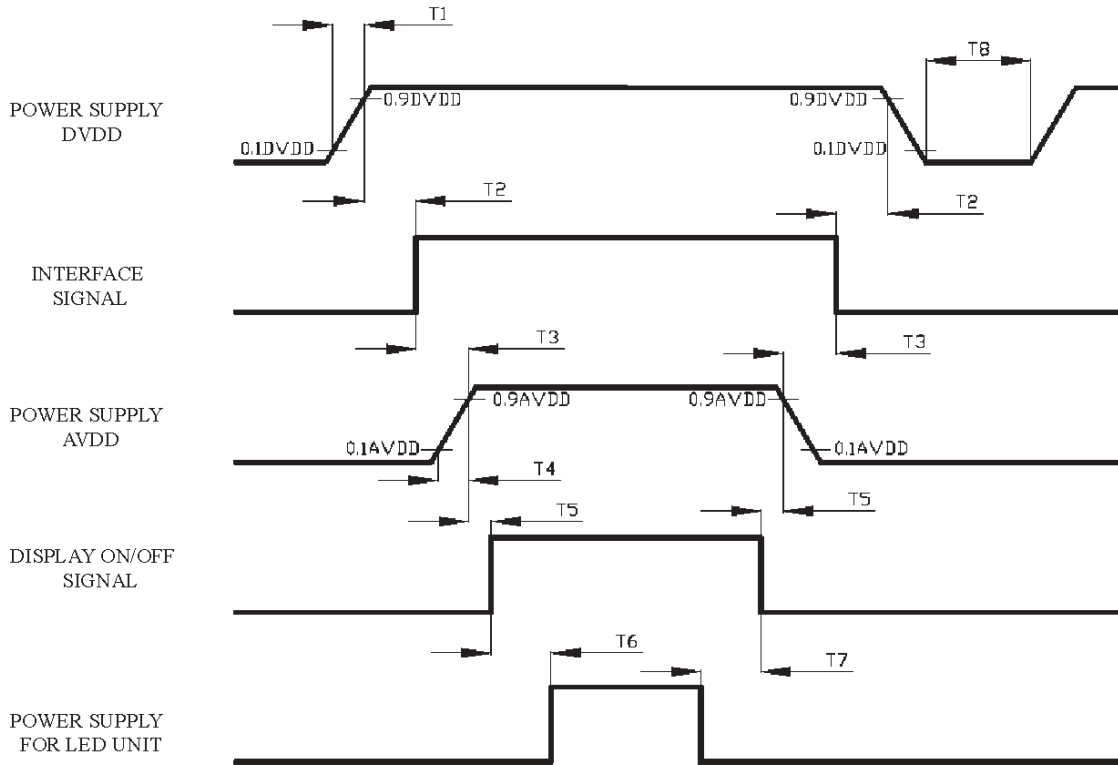 T1
T8
POWER SUPPLY
DVDD
0.9DVDD
0.9DVDD
0.1DVDD
0.1DVDD
T2
T2
INTERFACE
SIGNAL
T3
T3
POWER SUPPLY
AVDD
0.9AVDD
0.9AVDD
0.1AVDD
0.1AVDD
T4
T5
T5
DISPLAY ON/OFF
SIGNAL
T6
T7
POWER SUPPLY
FOR LED UNIT